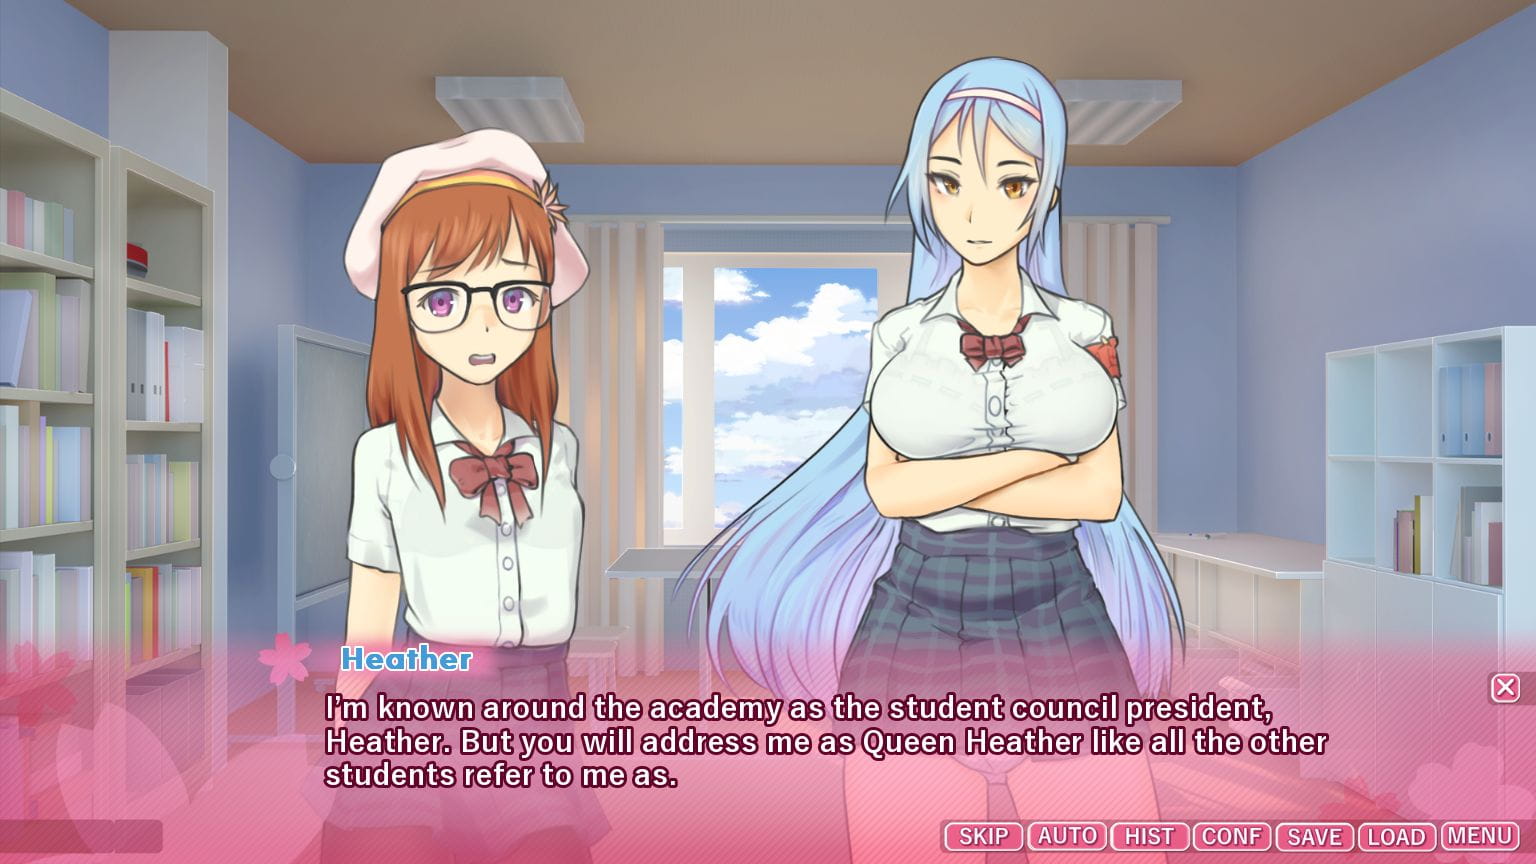 Heather
I'm known around the academy as the student council president,
Heather. But you will address me as Queen Heather like all the other
students refer to me as.
SKIP AUTO HIST CONF SAVE LOAD MENU